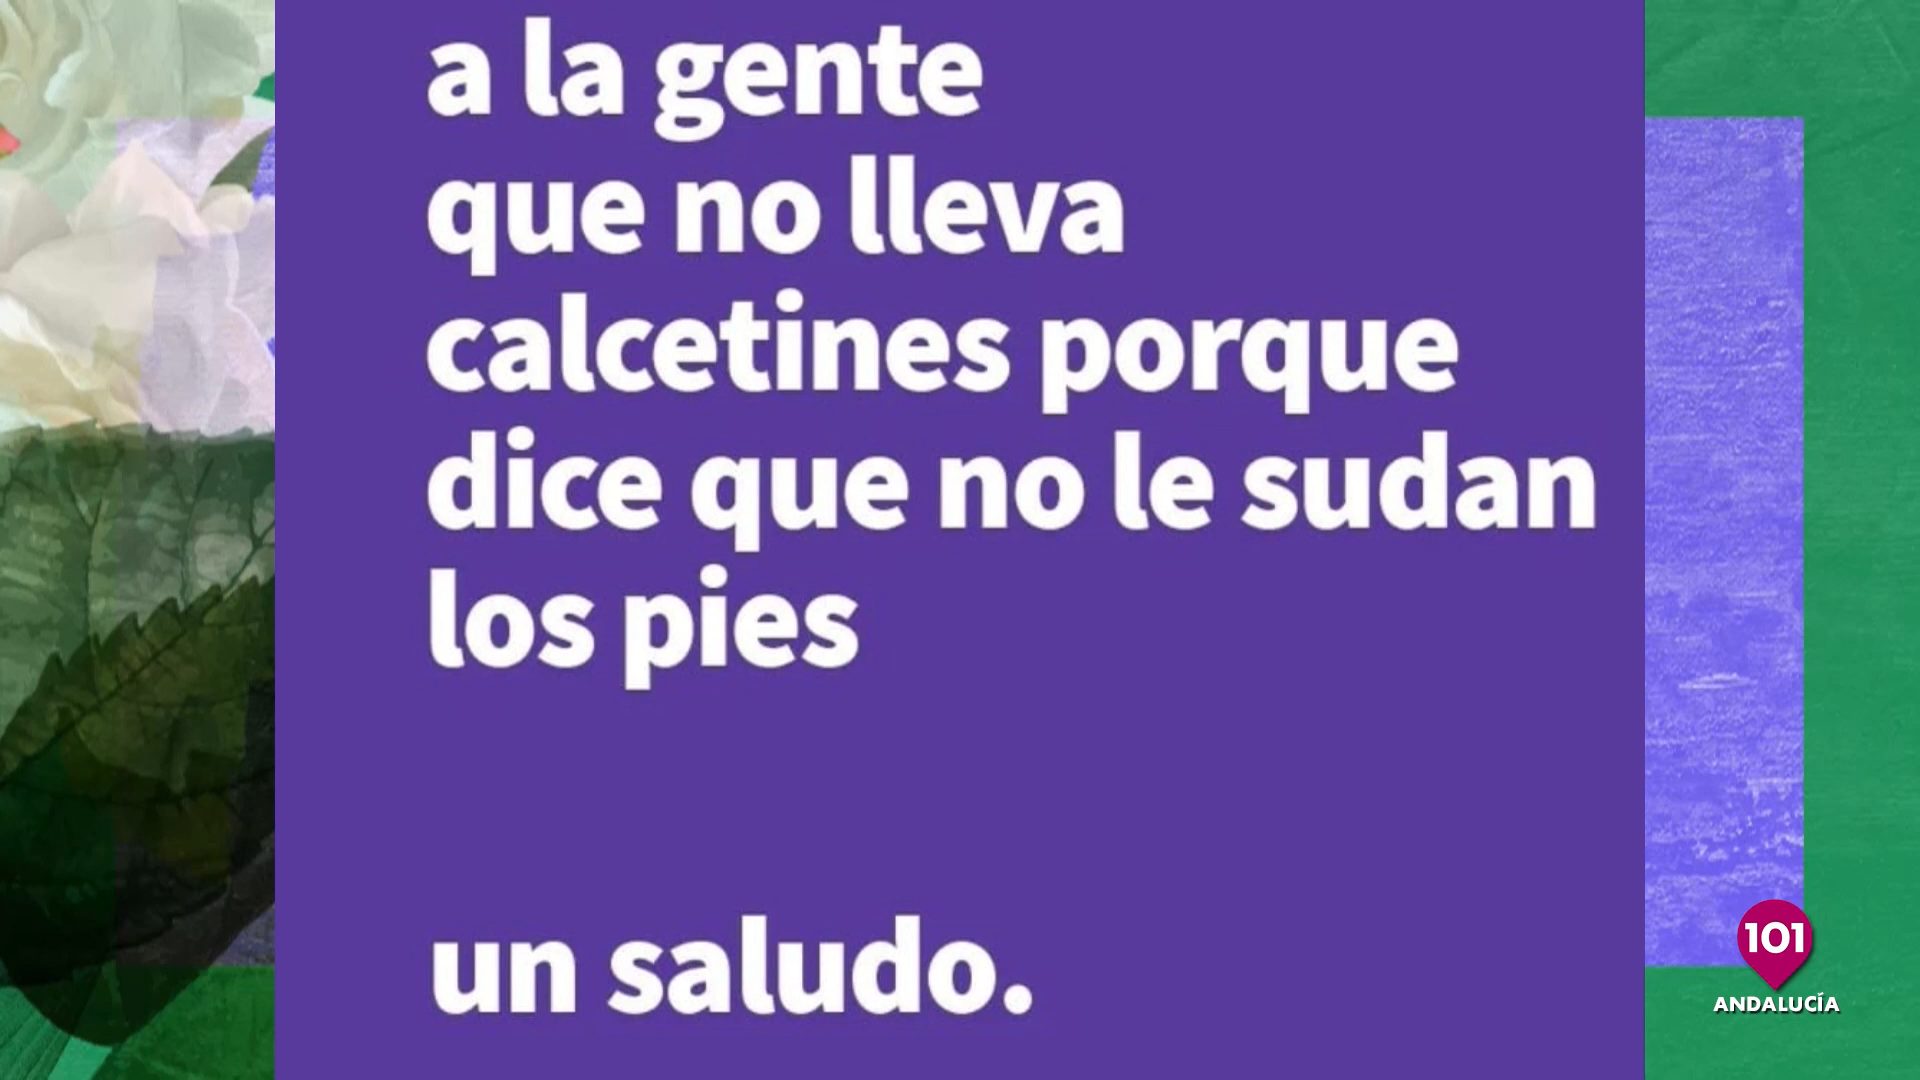 a la gente
que no lleva
calcetines porque
dice que no le sudan
los pies
un saludo.
101
ANDALUCÍA